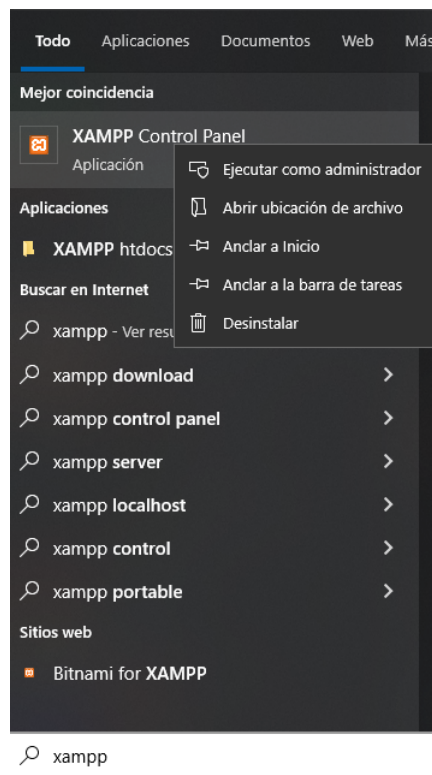 Todo Aplicaciones Documentos Web Más
Mejor coincidencia
XAMPP Control Panel
Aplicación
Ejecutar como administrador
Abrir ubicación de archivo
Anclar a Inicio
Anclar a la barra de tareas
Desinstalar
Aplicaciones
XAMPP htdocs
Buscar en Internet
xampp - Ver resu
xampp download
xampp control panel
xampp server
xampp localhost
xampp control
xampp portable
Sitios web
Bitnami for XAMPP
xampp